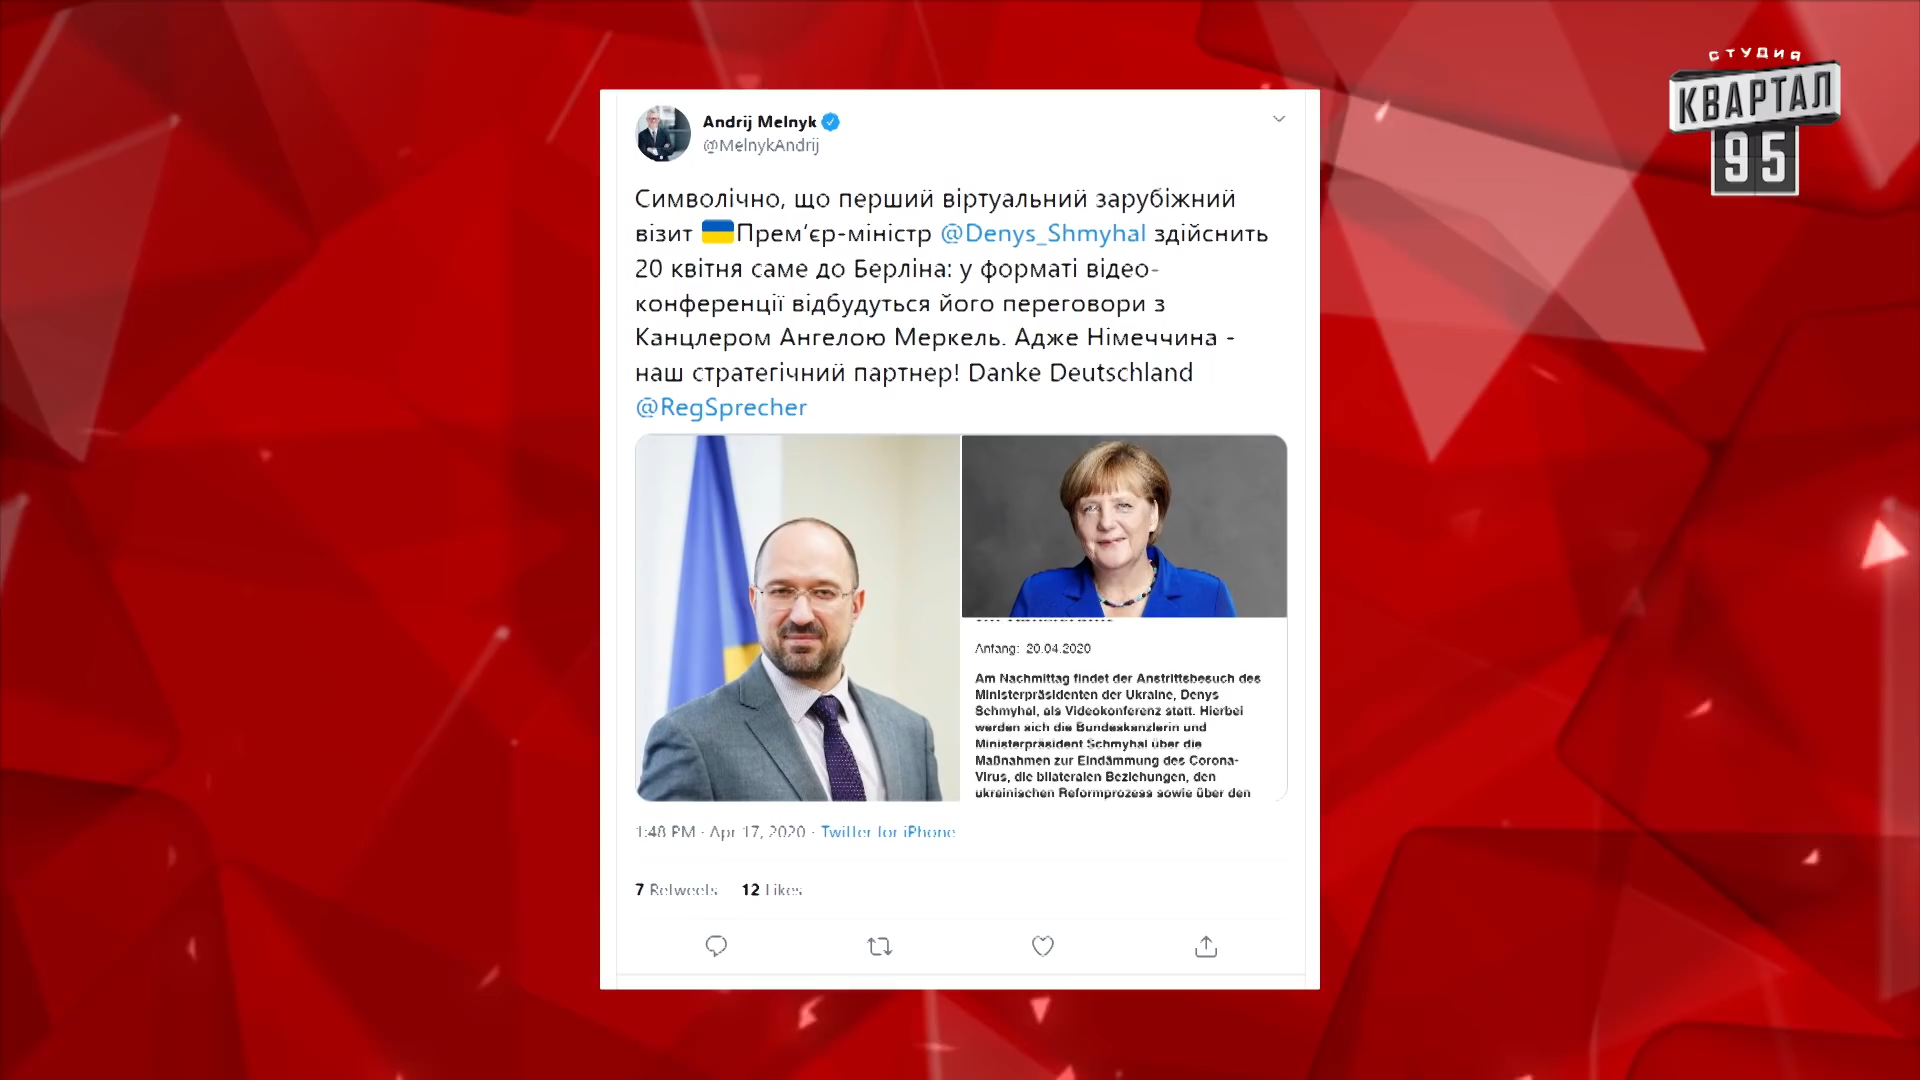 СТУДИЯ
КВАРТАЛ
95
Andrij Melnyk
@MelnykAndrij
Символічно, що перший віртуальний зарубіжний
візит 🇺🇦Прем‘єр-міністр @Denys_Shmyhal здійснить
20 квітня саме до Берліна: у форматі відео-
конференції відбудуться його переговори з
Канцлером Ангелою Меркель. Адже Німеччина -
наш стратегічний партнер! Danke Deutschland
@RegSprecher
Anfang: 20.04.2020
Am Nachmittag findet der Anstrittsbesuch des
Ministerpräsidenten der Ukraine, Denys
Schmyhal, als Videokonferenz statt. Hierbei
werden sich die Bundeskanzlerin und
Ministerpräsident Schmyhal über die
Maßnahmen zur Eindämmung des Corona-
Virus, die bilateralen Beziehungen, den
ukrainischen Reformprozess sowie über den
1:48 PM · Apr 17, 2020 · Twitter for iPhone
7 Retweets 12 Likes